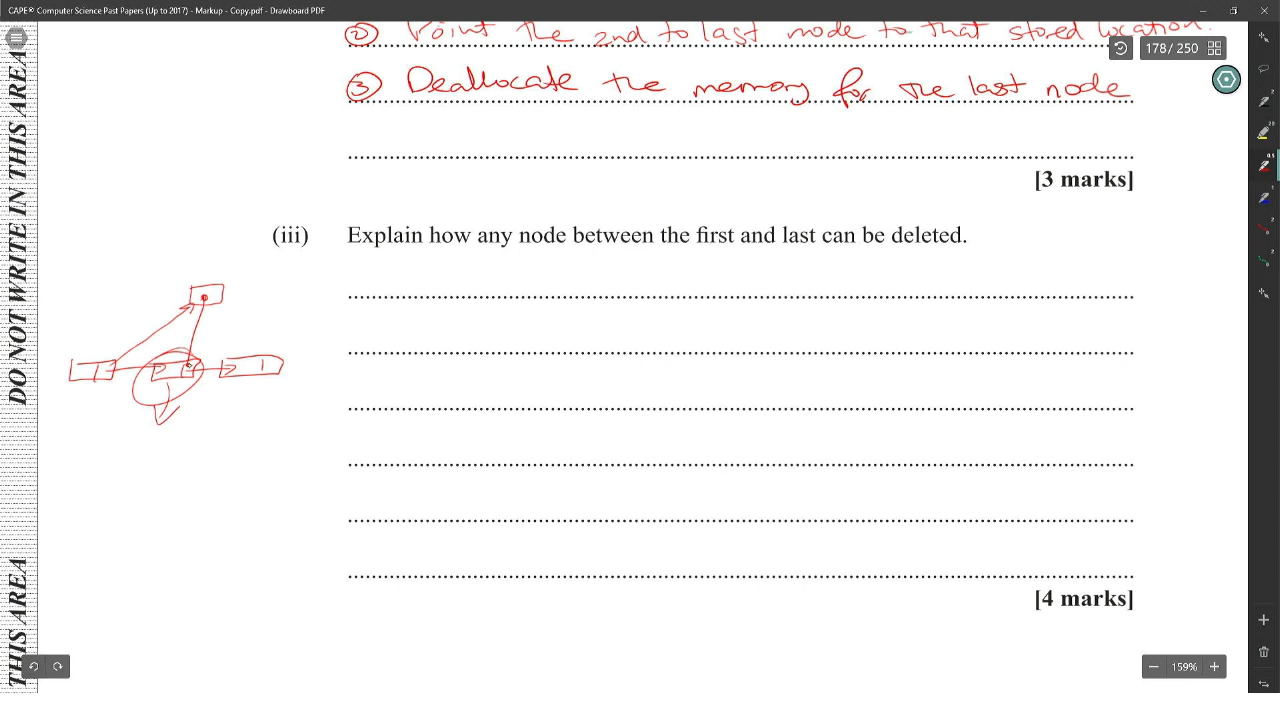 CAPE® Computer Science Past Papers (Up to 2017) - Markup - Copy.pdf - Drawboard PDF
② Point the 2nd to last node to that stored location.
178 / 250
③ Deallocate the memory for the last node
[3 marks]
(iii) Explain how any node between the first and last can be deleted.
[4 marks]
DO NOT WRITE IN THIS AREA
THIS AREA
159%